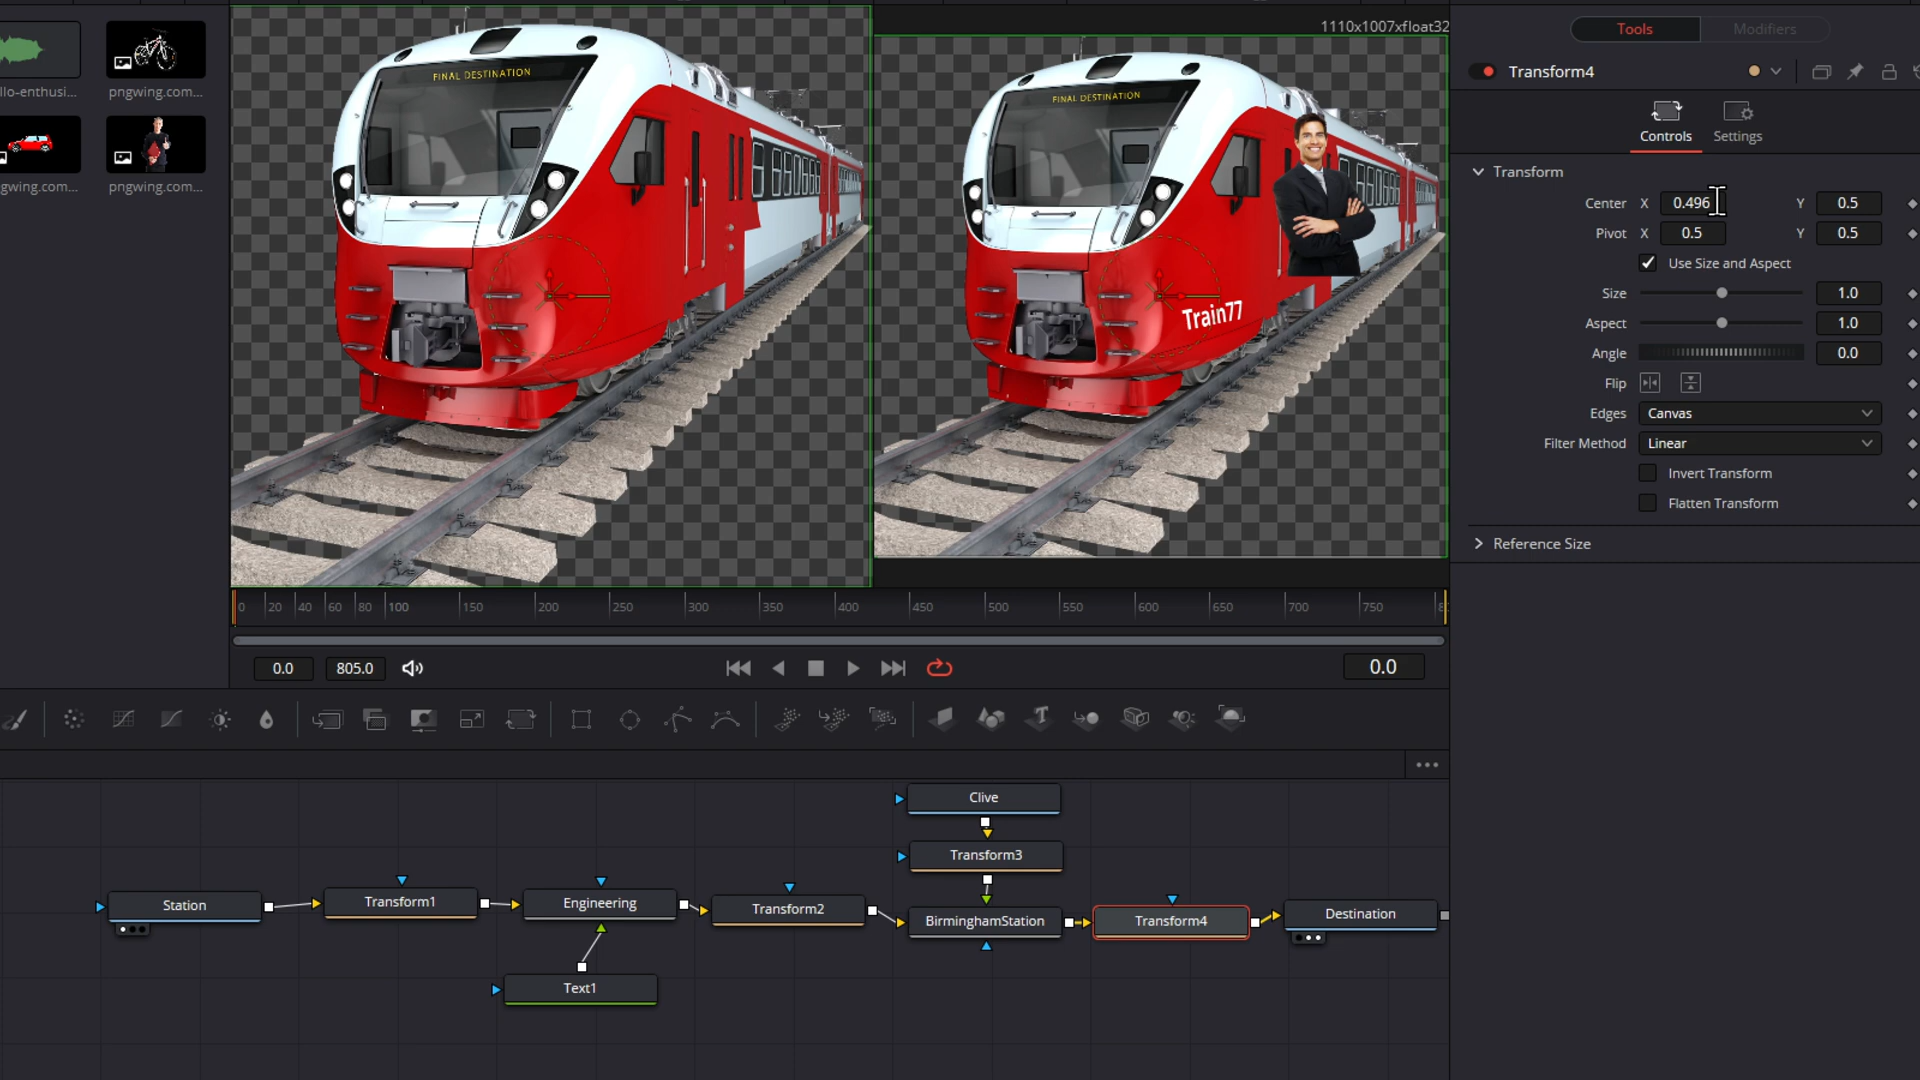 llo-enthusi...
pngwing.com...
gwing.com...
pngwing.com...
FINAL DESTINATION
1110x1007xfloat32
FINAL DESTINATION
Train77
Tools
Modifiers
Transform4
Controls
Settings
Transform
Center X 0.496 Y 0.5
Pivot X 0.5 Y 0.5
Use Size and Aspect
Size 1.0
Aspect 1.0
Angle 0.0
Flip
Edges Canvas
Filter Method Linear
Invert Transform
Flatten Transform
Reference Size
0 20 40 60 80 100 150 200 250 300 350 400 450 500 550 600 650 700 750
0.0 805.0 0.0
Clive
Transform3
Station
Transform1
Engineering
Transform2
BirminghamStation
Transform4
Destination
Text1